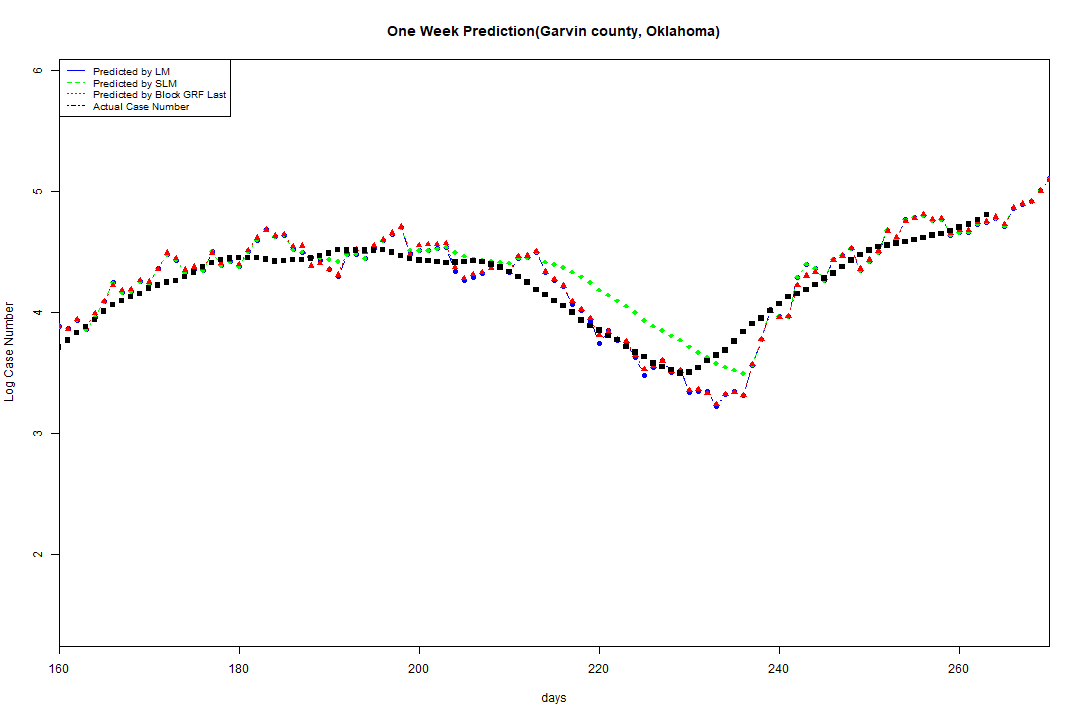 One Week Prediction(Garvin county, Oklahoma)
6
Predicted by LM
Predicted by SLM
Predicted by Block GRF Last
Actual Case Number
5
4
Log Case Number
3
2
160 180 200 220 240 260
days